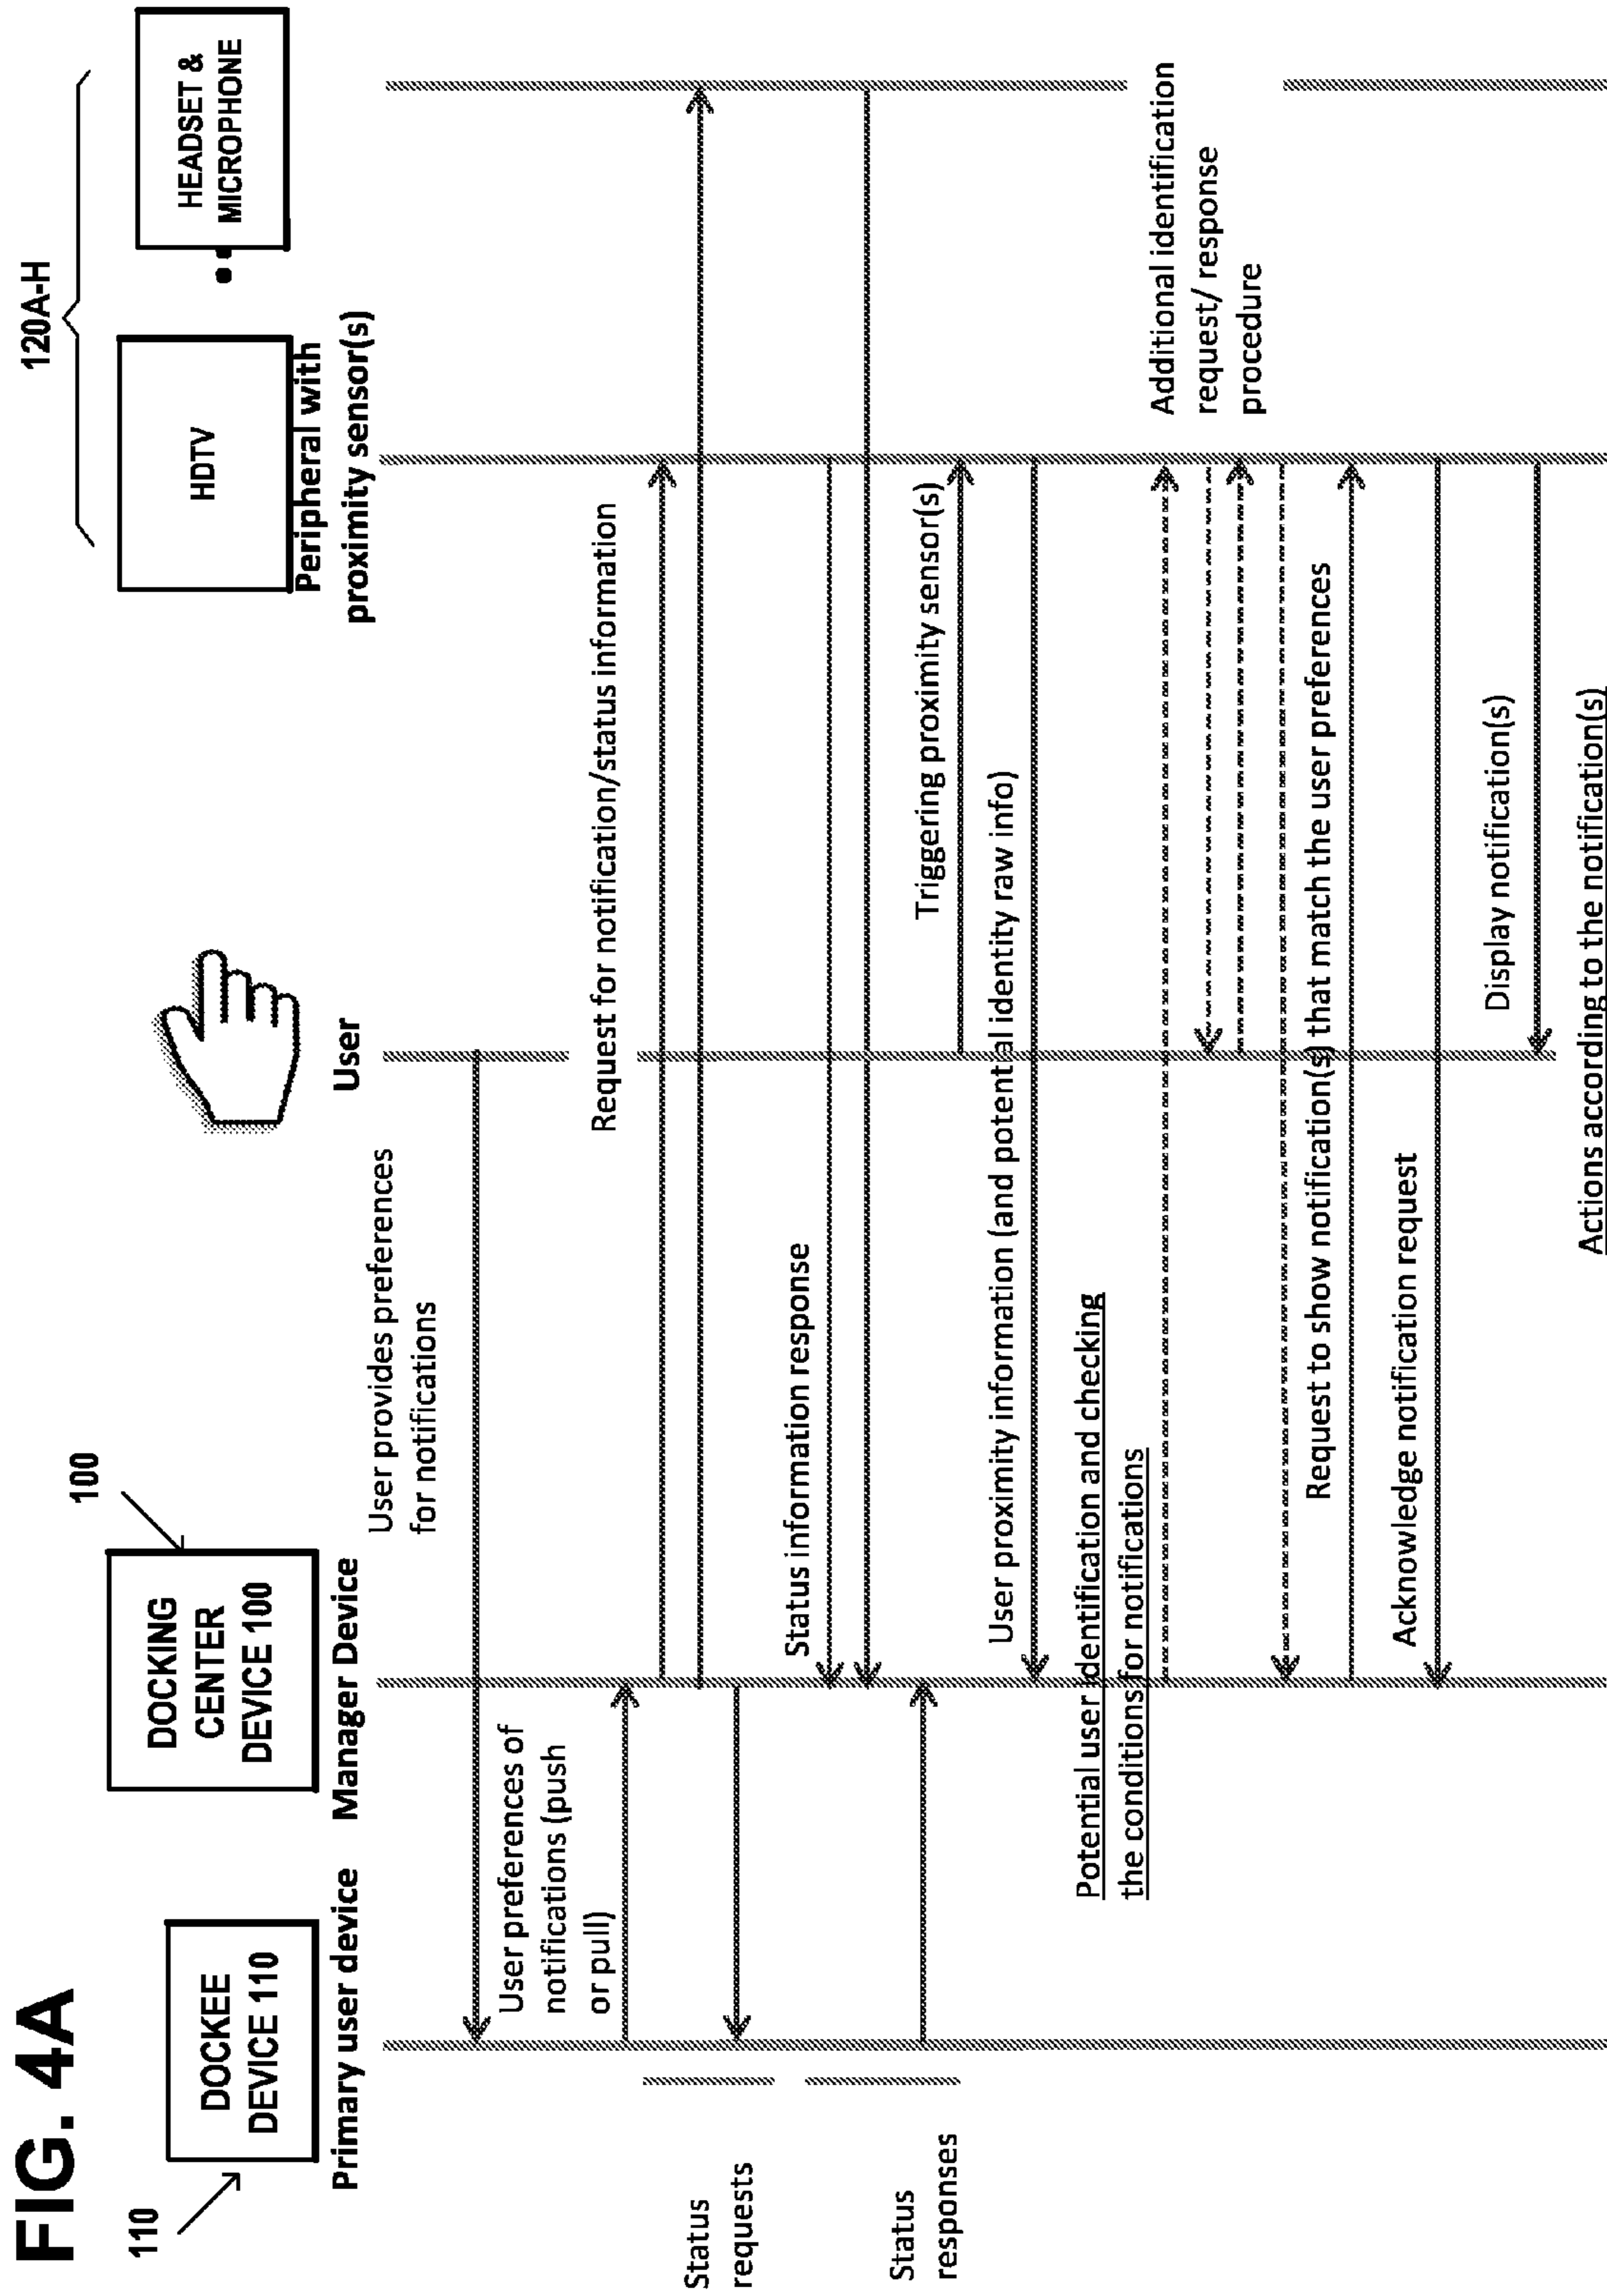 FIG. 4A
110
DOCKEE
DEVICE 110
Primary user device
100
DOCKING
CENTER
DEVICE 100
Manager Device
User
120A-H
HDTV
Peripheral with
proximity sensor(s)
HEADSET &
MICROPHONE
User provides preferences
for notifications
User preferences of
notifications (push
or pull)
Request for notification/status information
Status
requests
Status information response
Status
responses
Triggering proximity sensor(s)
User proximity information (and potential identity raw info)
Potential user identification and checking
the conditions for notifications
Additional identification
request/ response
procedure
Request to show notification(s) that match the user preferences
Acknowledge notification request
Display notification(s)
Actions according to the notification(s)